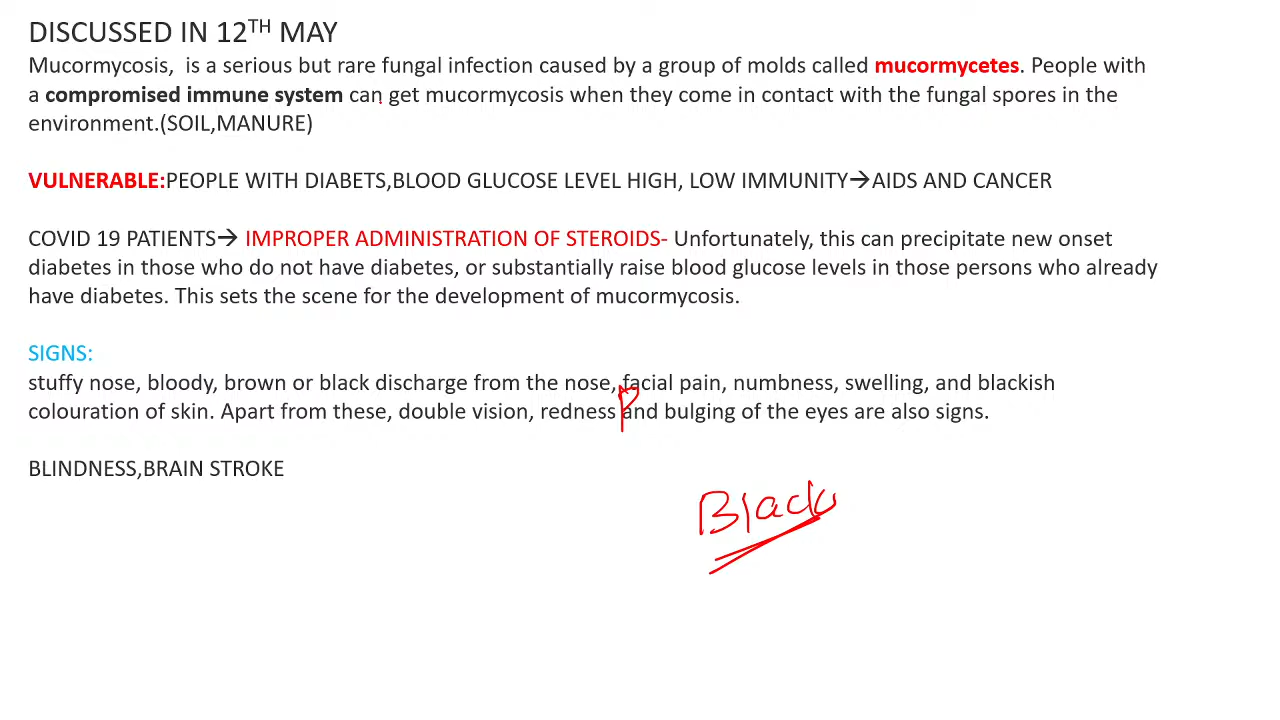 DISCUSSED IN 12TH MAY
Mucormycosis, is a serious but rare fungal infection caused by a group of molds called mucormycetes. People with
a compromised immune system can get mucormycosis when they come in contact with the fungal spores in the
environment.(SOIL,MANURE)
VULNERABLE:PEOPLE WITH DIABETS,BLOOD GLUCOSE LEVEL HIGH, LOW IMMUNITY→AIDS AND CANCER
COVID 19 PATIENTS→ IMPROPER ADMINISTRATION OF STEROIDS- Unfortunately, this can precipitate new onset
diabetes in those who do not have diabetes, or substantially raise blood glucose levels in those persons who already
have diabetes. This sets the scene for the development of mucormycosis.
SIGNS:
stuffy nose, bloody, brown or black discharge from the nose, facial pain, numbness, swelling, and blackish
colouration of skin. Apart from these, double vision, redness and bulging of the eyes are also signs.
P
BLINDNESS,BRAIN STROKE
Black